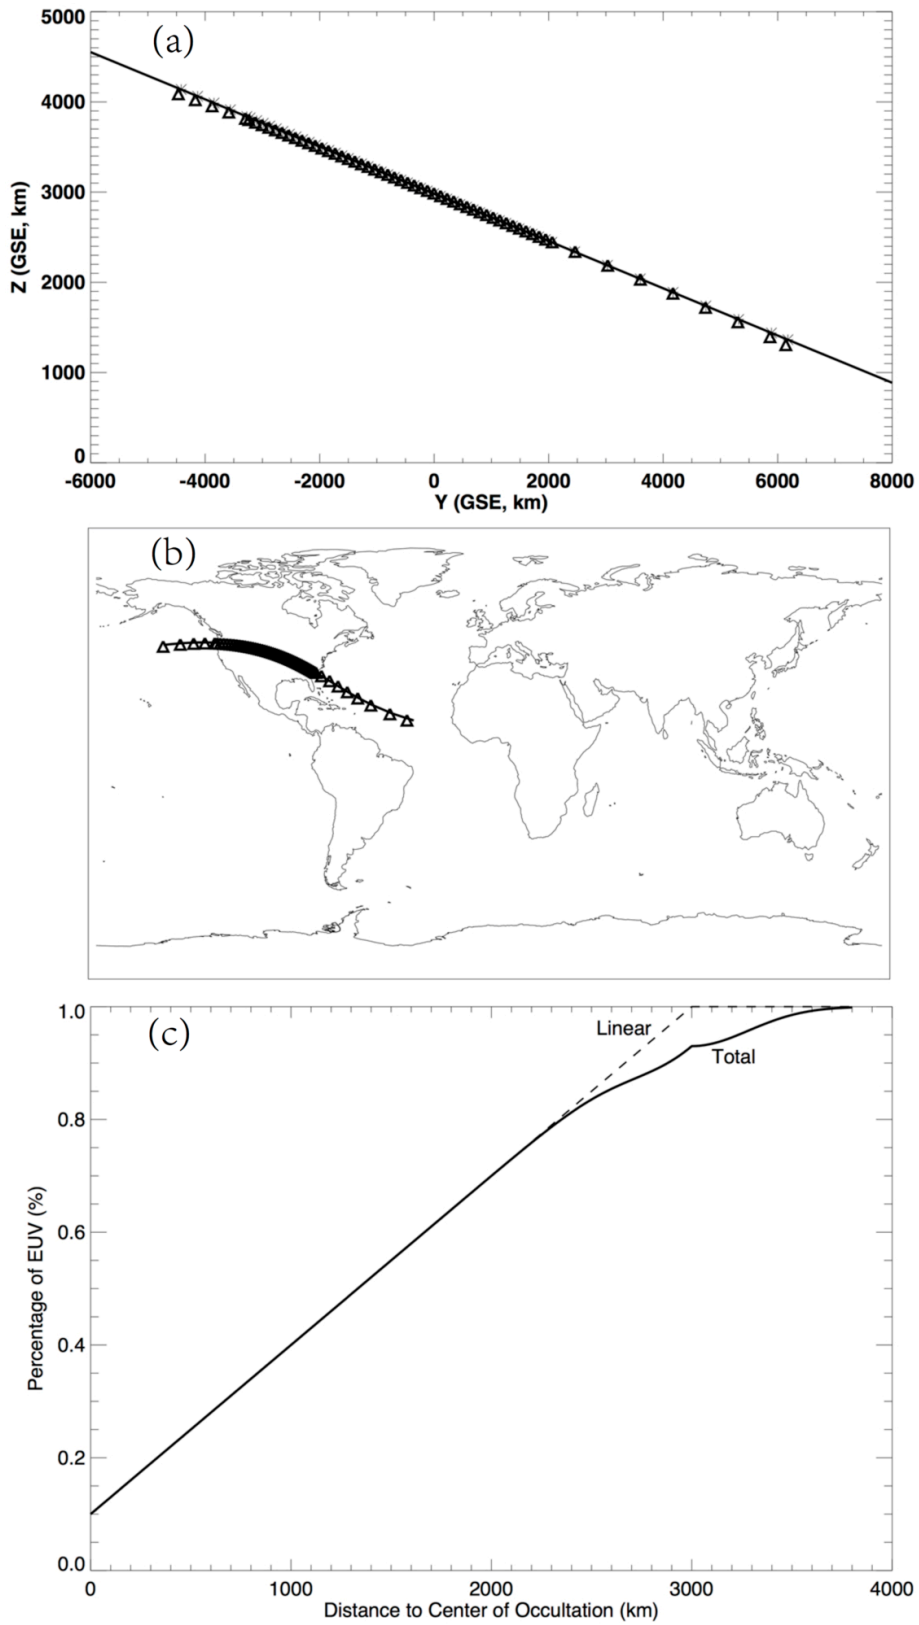 (a)
5000
4000
3000
2000
1000
0
Z (GSE, km)
-6000 -4000 -2000 0 2000 4000 6000 8000
Y (GSE, km)
(b)
(c)
1.0
0.8
0.6
0.4
0.2
0.0
Percentage of EUV (%)
Linear
Total
0 1000 2000 3000 4000
Distance to Center of Occultation (km)